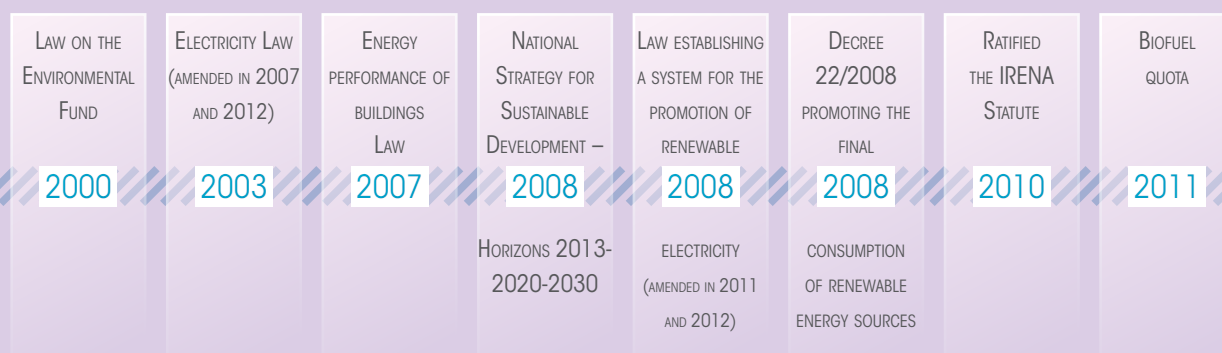 Law on the
Environmental
Fund
2000
Electricity Law
(amended in 2007
and 2012)
2003
Energy
performance of
buildings
Law
2007
National
Strategy for
Sustainable
Development –
2008
Horizons 2013-
2020-2030
Law establishing
a system for the
promotion of
renewable
2008
electricity
(amended in 2011
and 2012)
Decree
22/2008
promoting the
final
2008
consumption
of renewable
energy sources
Ratified
the IRENA
Statute
2010
Biofuel
quota
2011